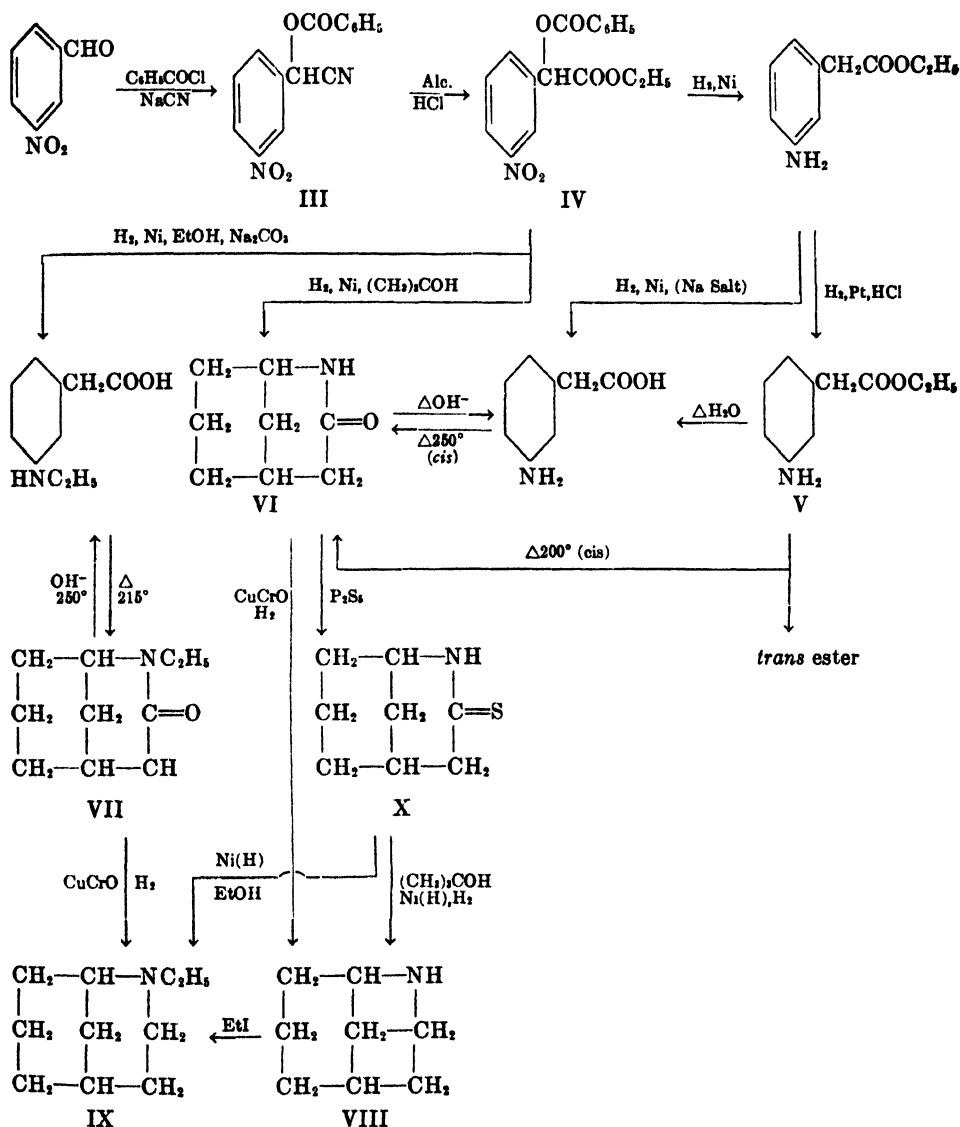 OCOC₆H₅ OCOC₆H₅
CHO C₆H₅COCl CHCN Alc. CHCOOC₂H₅ H₂,Ni CH₂COOC₂H₅
NaCN HCl
NO₂ NO₂ NO₂ NH₂
III IV
H₂, Ni, EtOH, Na₂CO₃
H₂, Ni, (CH₃)₃COH H₂, Ni, (Na Salt) H₂,Pt,HCl
CH₂—CH—NH
CH₂COOH △OH⁻ CH₂COOH CH₂COOC₂H₅
CH₂ CH₂ C=O △H₂O
△250°
(cis)
HNC₂H₅ CH₂—CH—CH₂ NH₂ NH₂
VI V
△200° (cis)
OH⁻ △ CuCrO P₂S₅
250° 215° H₂
CH₂—CH—NC₂H₅ CH₂—CH—NH trans ester
CH₂ CH₂ C=O CH₂ CH₂ C=S
CH₂—CH—CH CH₂—CH—CH₂
VII X
Ni(H) (CH₃)₃COH
CuCrO H₂ EtOH Ni(H),H₂
CH₂—CH—NC₂H₅ CH₂—CH—NH
CH₂ CH₂ CH₂ EtI CH₂ CH₂—CH₂
CH₂—CH—CH₂ CH₂—CH—CH₂
IX VIII